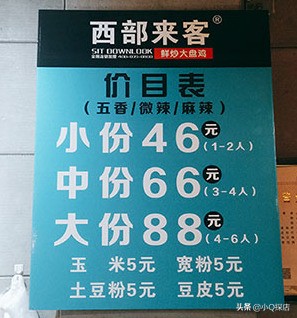 西部来客®
SIT DOWNLOOK
鲜炒大盘鸡
价目表
(五香/微辣/麻辣)
小份46元(1-2人)
中份66元(3-4人)
大份88元(4-6人)
玉 米5元 宽粉5元
土豆粉5元 豆皮5元
头条 @小Q探店